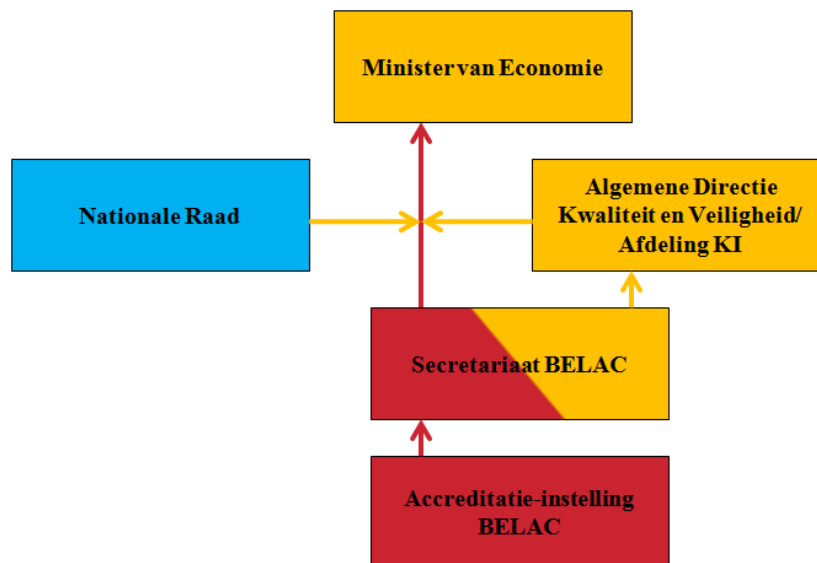 Minister van Economie
Nationale Raad
Algemene Directie
Kwaliteit en Veiligheid/
Afdeling KI
Secretariaat BELAC
Accreditatie-instelling
BELAC